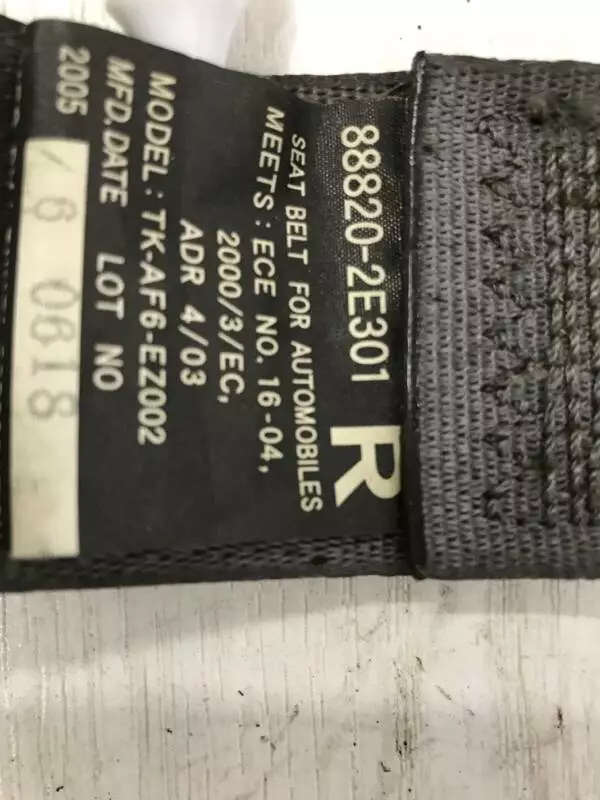 88820-2E301
R
SEAT BELT FOR AUTOMOBILES
MEETS: ECE NO. 16-04,
2000/3/EC,
ADR 4/03
MODEL: TK-AF6-EZ002
MFD. DATE LOT NO
2005 /6 0618